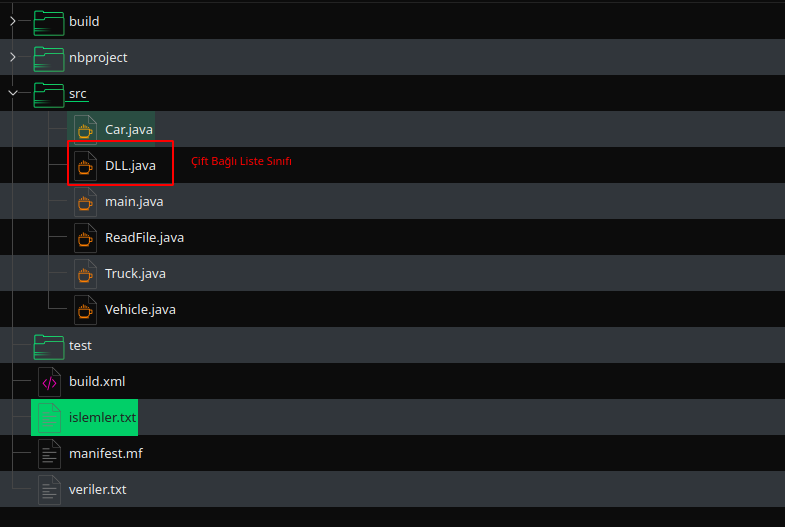 build
nbproject
src
Car.java
DLL.java Çift Bağlı Liste Sınıfı
main.java
ReadFile.java
Truck.java
Vehicle.java
test
build.xml
islemler.txt
manifest.mf
veriler.txt